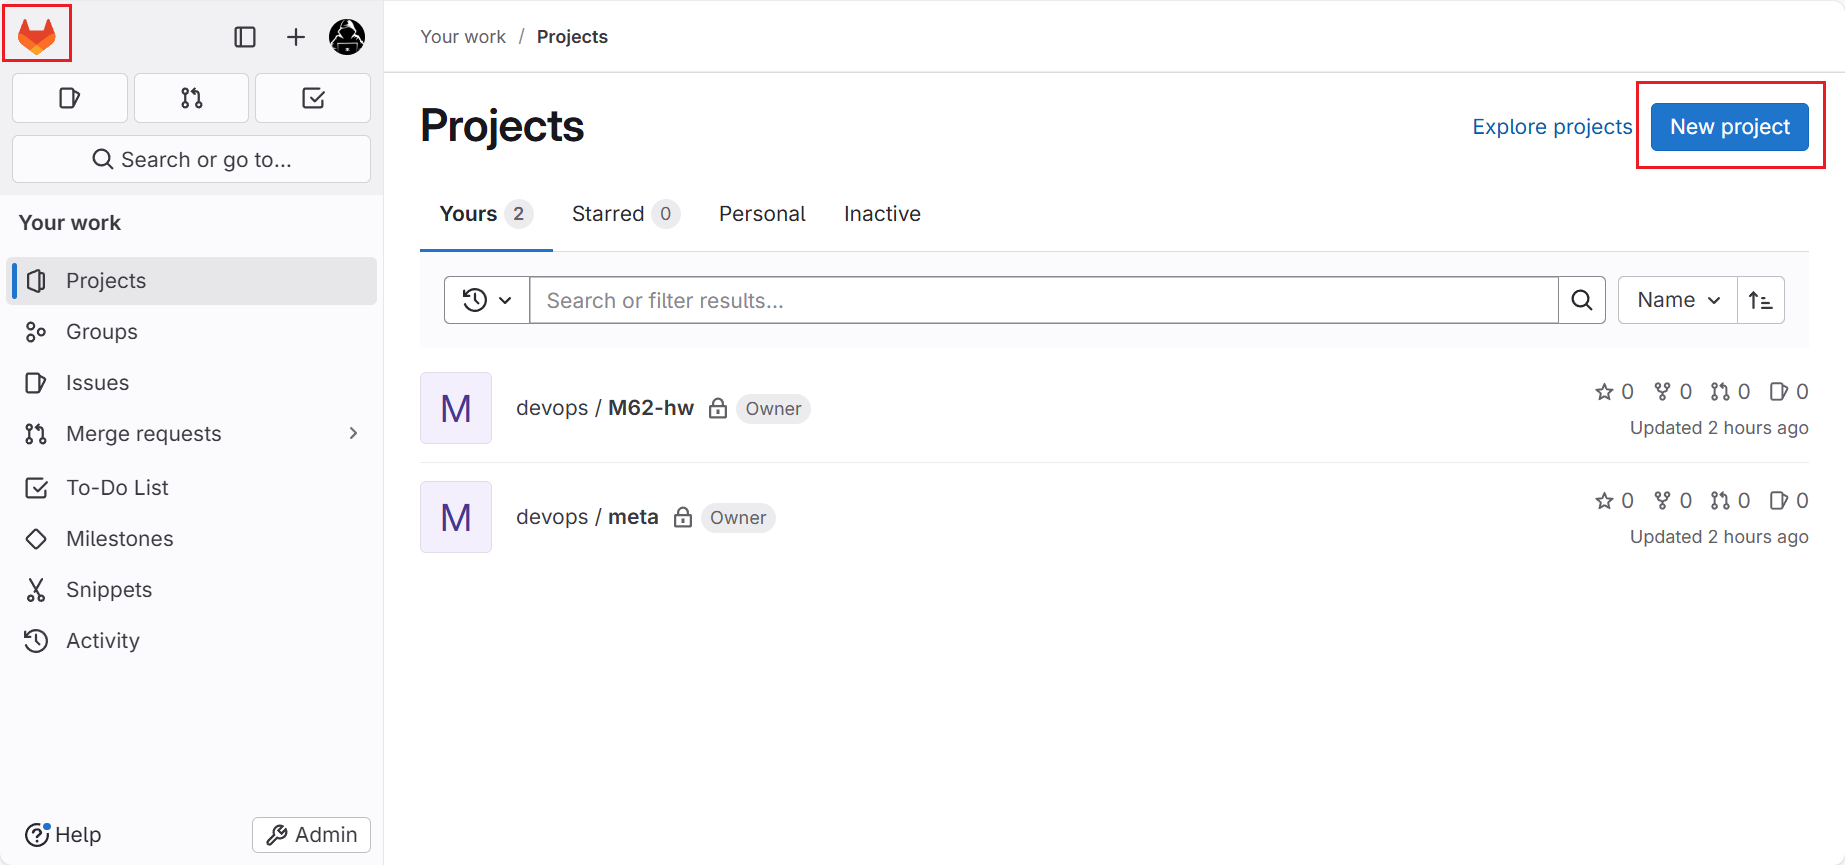 Your work / Projects
Search or go to...
Your work
Projects
Groups
Issues
Merge requests
To-Do List
Milestones
Snippets
Activity
Help
Admin
Projects
Explore projects
New project
Yours 2 Starred 0 Personal Inactive
Search or filter results...
Name
M devops / M62-hw Owner
0 0 0 0
Updated 2 hours ago
M devops / meta Owner
0 0 0 0
Updated 2 hours ago